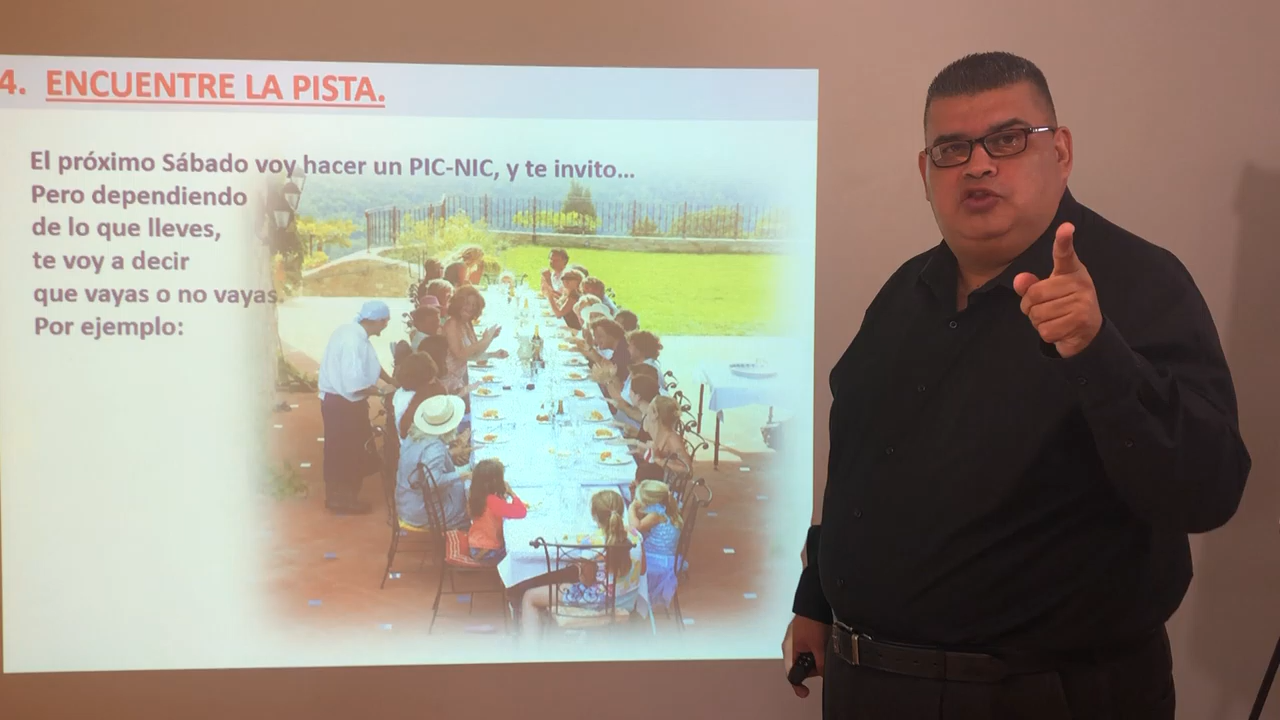 4. ENCUENTRE LA PISTA.
El próximo Sábado voy hacer un PIC-NIC, y te invito...
Pero dependiendo
de lo que lleves,
te voy a decir
que vayas o no vayas.
Por ejemplo: